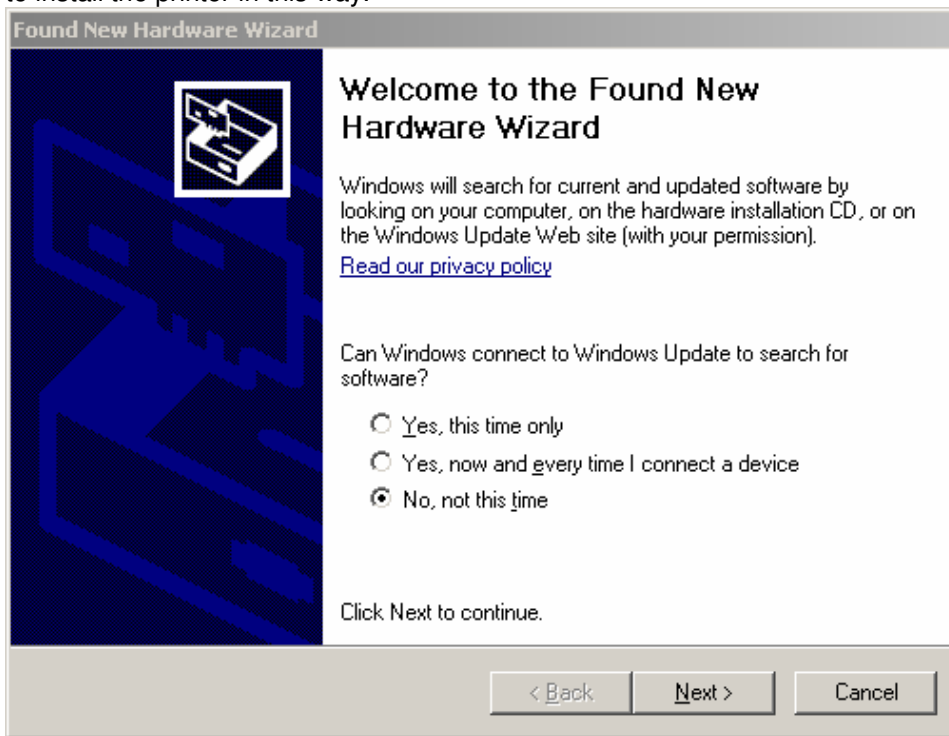 to install the printer in this way.
Found New Hardware Wizard
Welcome to the Found New
Hardware Wizard
Windows will search for current and updated software by
looking on your computer, on the hardware installation CD, or on
the Windows Update Web site (with your permission).
Read our privacy policy
Can Windows connect to Windows Update to search for
software?
Yes, this time only
Yes, now and every time I connect a device
No, not this time
Click Next to continue.
< Back
Next >
Cancel